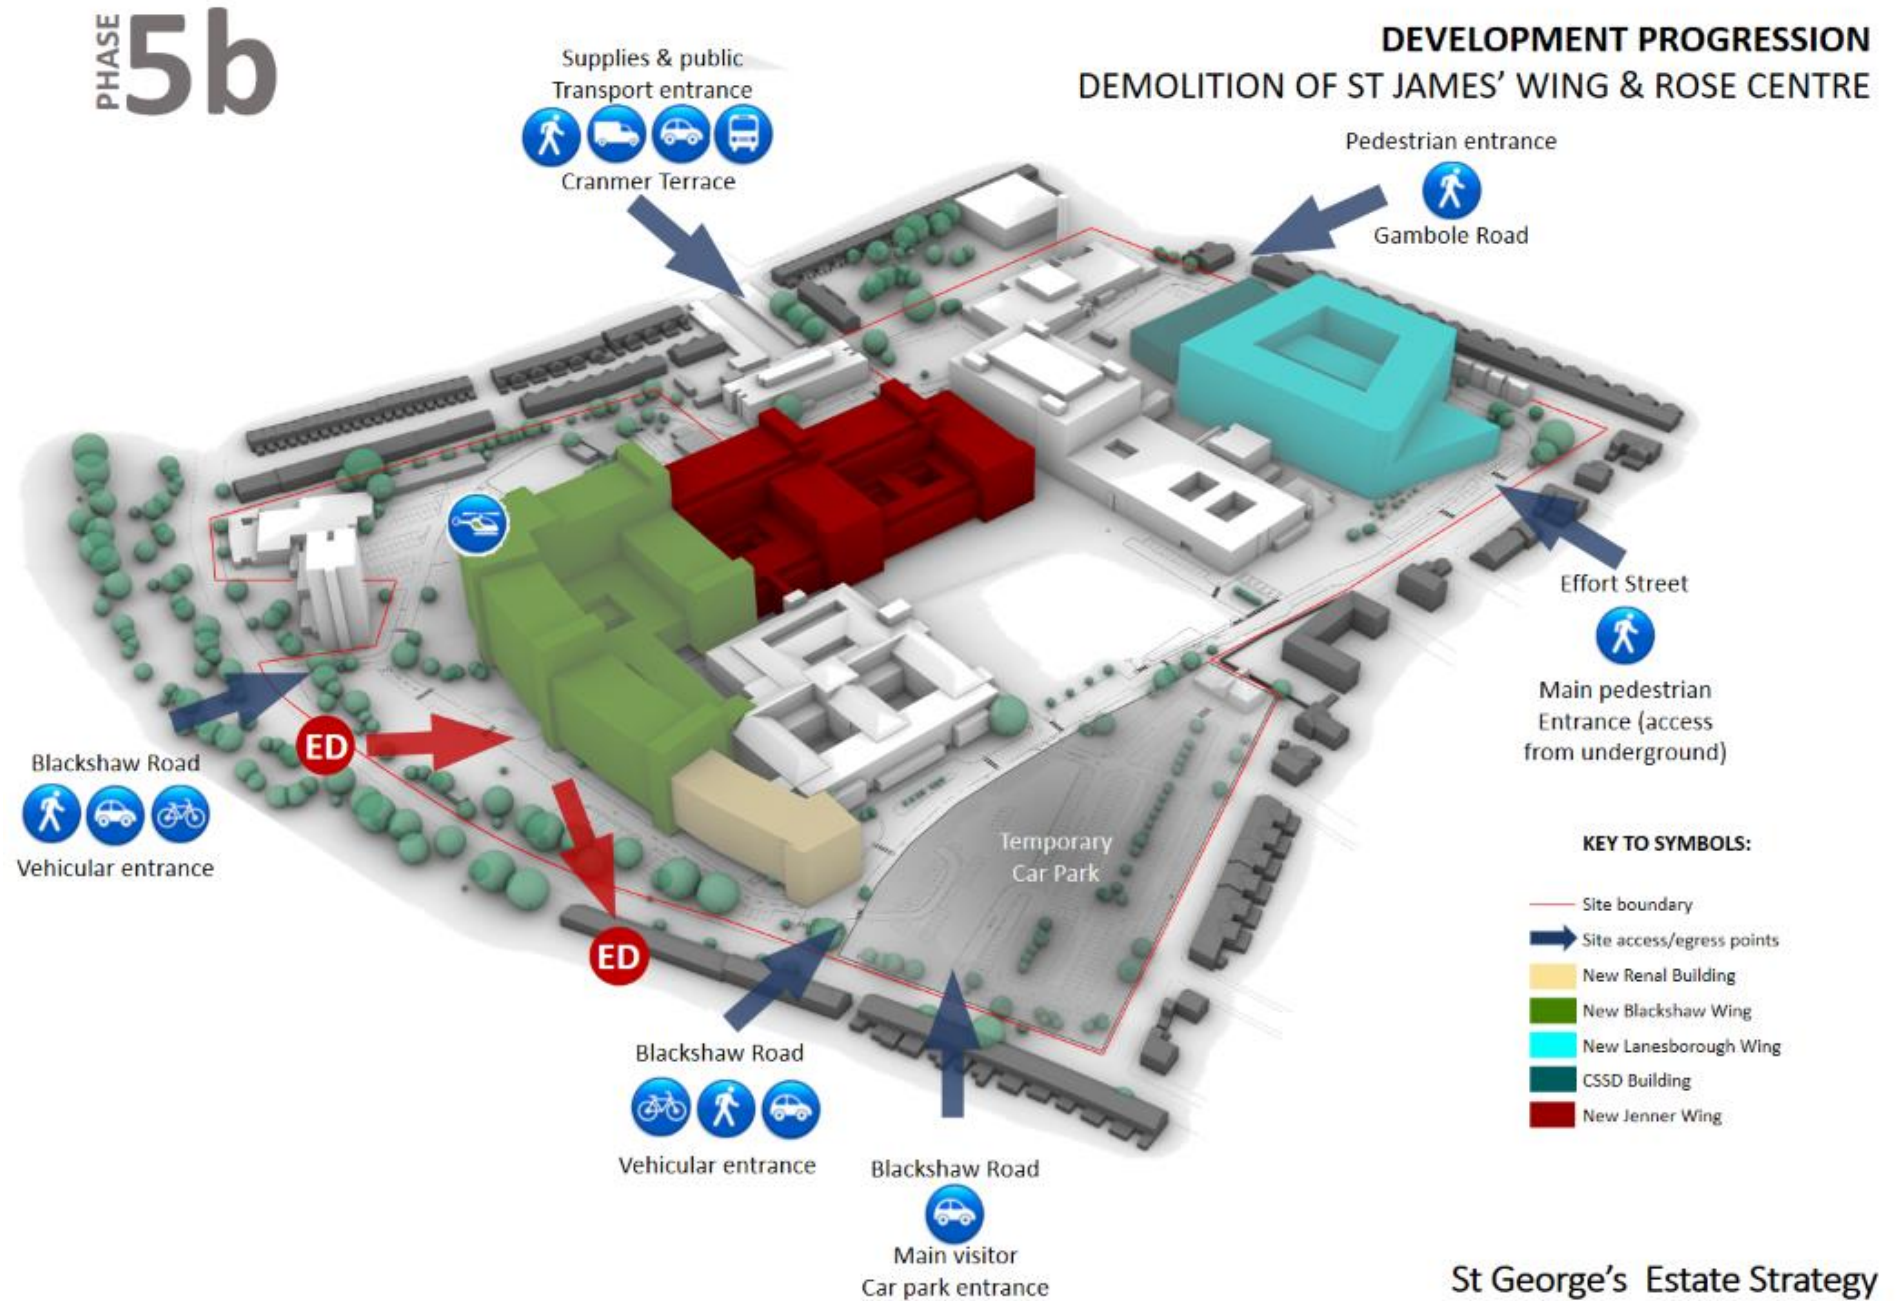 PHASE 5b
DEVELOPMENT PROGRESSION
DEMOLITION OF ST JAMES’ WING & ROSE CENTRE
Supplies & public
Transport entrance
Cranmer Terrace
Pedestrian entrance
Gambole Road
Effort Street
Main pedestrian
Entrance (access
from underground)
ED
Blackshaw Road
Vehicular entrance
Temporary
Car Park
ED
Blackshaw Road
Vehicular entrance
Blackshaw Road
Main visitor
Car park entrance
KEY TO SYMBOLS:
Site boundary
Site access/egress points
New Renal Building
New Blackshaw Wing
New Lanesborough Wing
CSSD Building
New Jenner Wing
St George’s Estate Strategy